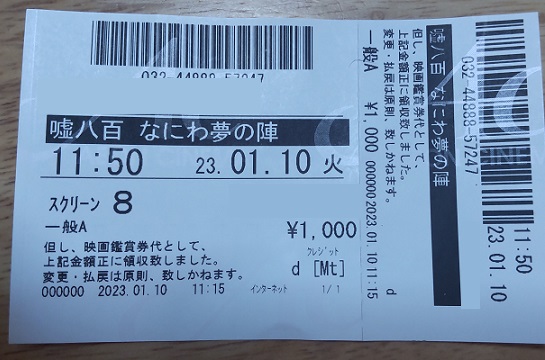 032-44883-57247
嘘八百 なにわ夢の陣
11:50 23.01.10 火
スクリーン 8
一般A ¥1,000
但し、映画鑑賞券代として、
上記金額正に領収致しました。
変更・払戻は原則、致しかねます。
クレジット
d [Mt]
000000 2023.01.10 11:15 インターネット 1/1
032-44883-57247
嘘八百 なにわ夢の陣
11:50
23.01.10
但し、映画鑑賞券代として、
上記金額正に領収致しました。
変更・払戻は原則、致しかねます。
一般A ¥1,000 000000 2023.01.10 11:15 d